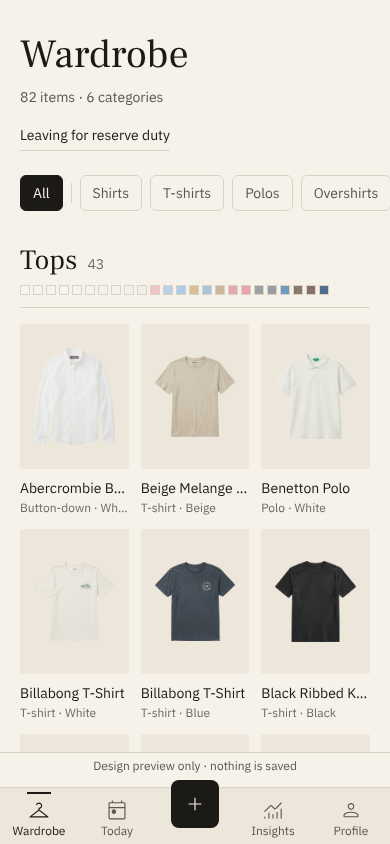 Wardrobe
82 items · 6 categories
Leaving for reserve duty
All Shirts T-shirts Polos Overshirts
Tops 43
Abercrombie B... Beige Melange ... Benetton Polo
Button-down · Wh... T-shirt · Beige Polo · White
Billabong T-Shirt Billabong T-Shirt Black Ribbed K...
T-shirt · White T-shirt · Blue T-shirt · Black
Design preview only · nothing is saved
Wardrobe Today Insights Profile